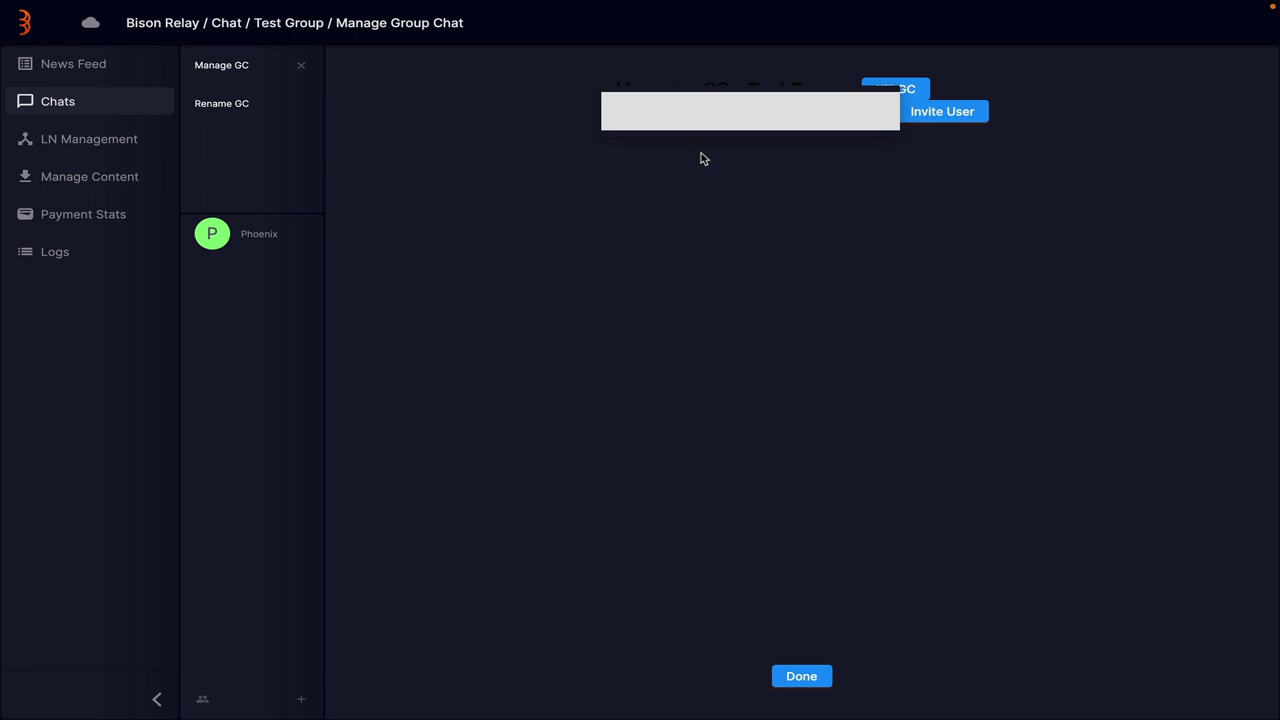 Bison Relay / Chat / Test Group / Manage Group Chat
News Feed
Chats
LN Management
Manage Content
Payment Stats
Logs
Manage GC
Rename GC
P
Phoenix
GC
Invite User
Done